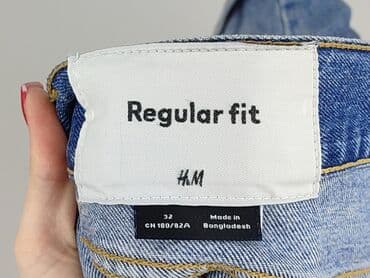 Regular fit
H&M
32 Made in
CN 180/82A Bangladesh